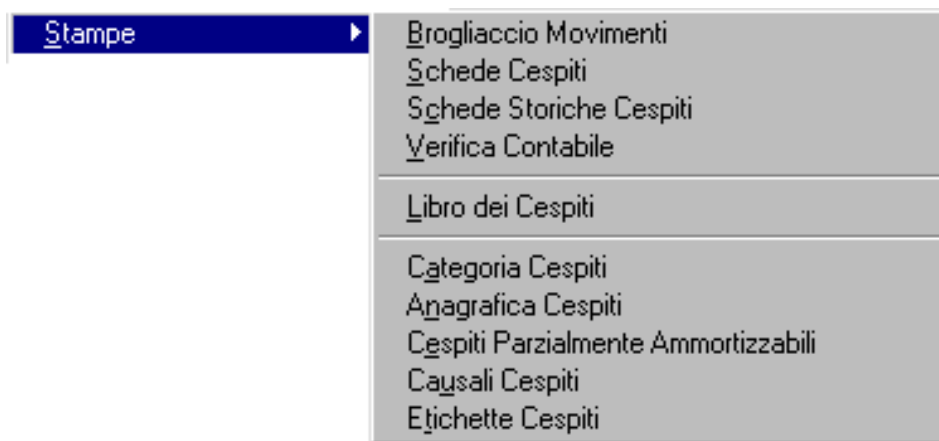 Stampe
Brogliaccio Movimenti
Schede Cespiti
Schede Storiche Cespiti
Verifica Contabile
Libro dei Cespiti
Categoria Cespiti
Anagrafica Cespiti
Cespiti Parzialmente Ammortizzabili
Causali Cespiti
Etichette Cespiti